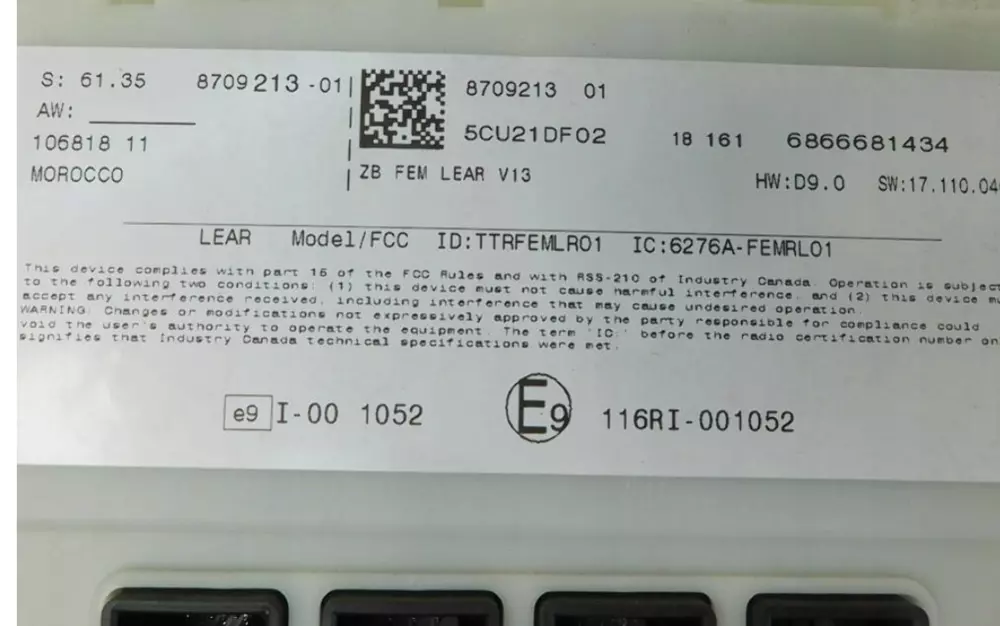 S: 61.35 8709213-01
AW:
106818 11
MOROCCO
8709213 01
5CU21DF02 18 161 6866681434
ZB FEM LEAR V13
HW:D9.0 SW:17.110.04
LEAR Model/FCC ID:TTRFEMLR01 IC:6276A-FEMRL01
This device complies with part 15 of the FCC Rules and with RSS-210 of Industry Canada. Operation is subject
to the following two conditions: (1) this device must not cause harmful interference, and (2) this device m
accept any interference received, including interference that may cause undesired operation.
WARNING: Changes or modifications not expressively approved by the party responsible for compliance could
void the user's authority to operate the equipment. The term 'IC:' before the radio certification number on
signifies that Industry Canada technical specifications were met.
e9 I-00 1052
E9 116RI-001052